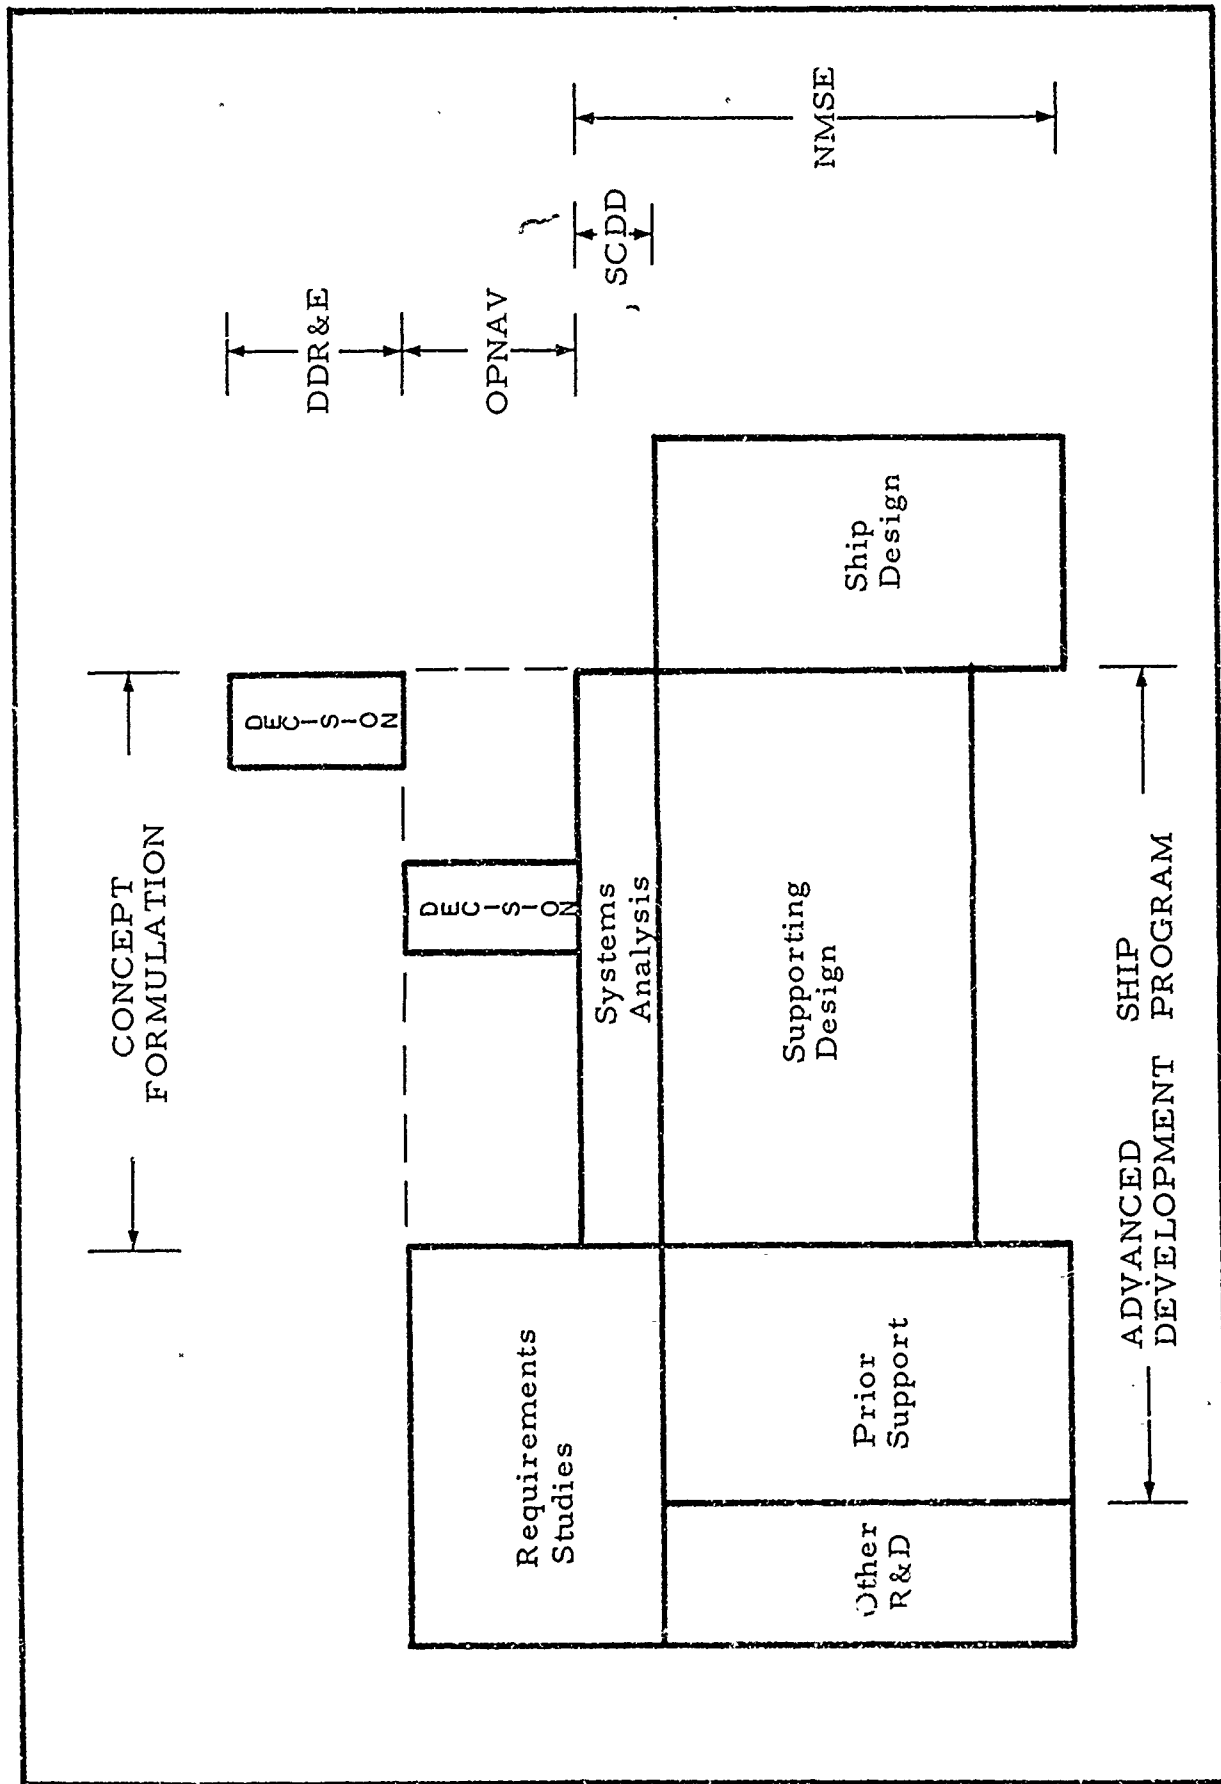 CONCEPT
FORMULATION
DECISION
DECISION
DDR&E
OPNAV
SCDD
NMSE
Requirements
Studies
Systems
Analysis
Other
R&D
Prior
Support
Supporting
Design
Ship
Design
ADVANCED SHIP
DEVELOPMENT PROGRAM